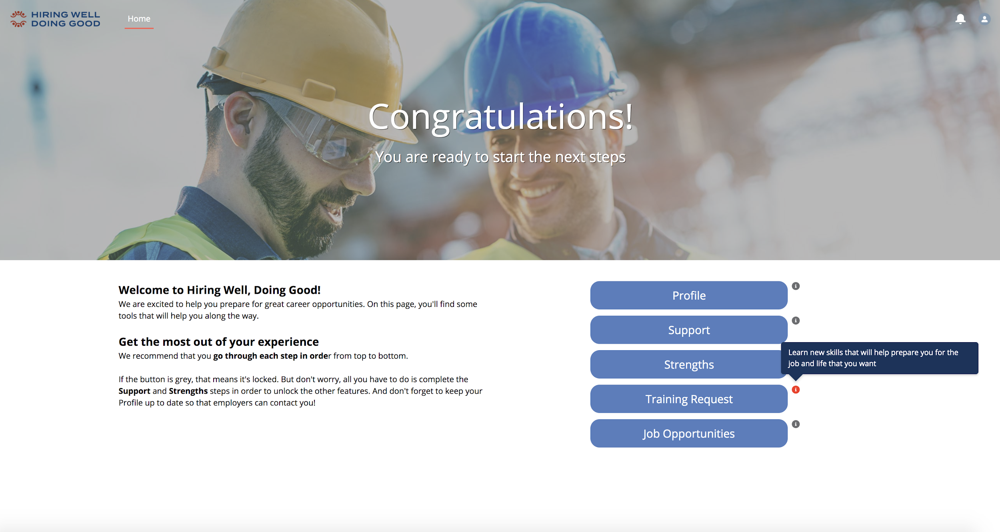 HIRING WELL
DOING GOOD
Home
Congratulations!
You are ready to start the next steps
Welcome to Hiring Well, Doing Good!
We are excited to help you prepare for great career opportunities. On this page, you'll find some
tools that will help you along the way.
Get the most out of your experience
We recommend that you go through each step in order from top to bottom.
If the button is grey, that means it's locked. But don't worry, all you have to do is complete the
Support and Strengths steps in order to unlock the other features. And don't forget to keep your
Profile up to date so that employers can contact you!
Profile
Support
Strengths
Learn new skills that will help prepare you for the
job and life that you want
Training Request
Job Opportunities